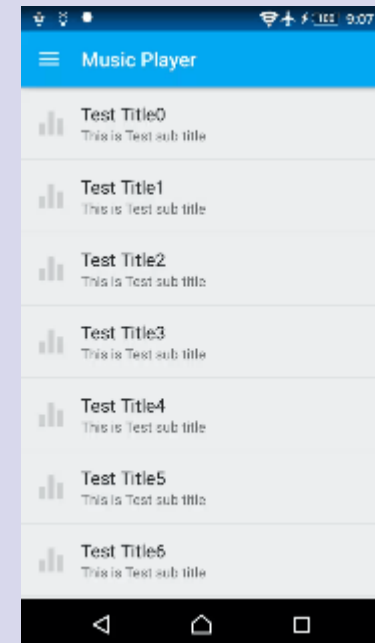 100 9:07
Music Player
Test Title0
This is Test sub title
Test Title1
This is Test sub title
Test Title2
This is Test sub title
Test Title3
This is Test sub title
Test Title4
This is Test sub title
Test Title5
This is Test sub title
Test Title6
This is Test sub title